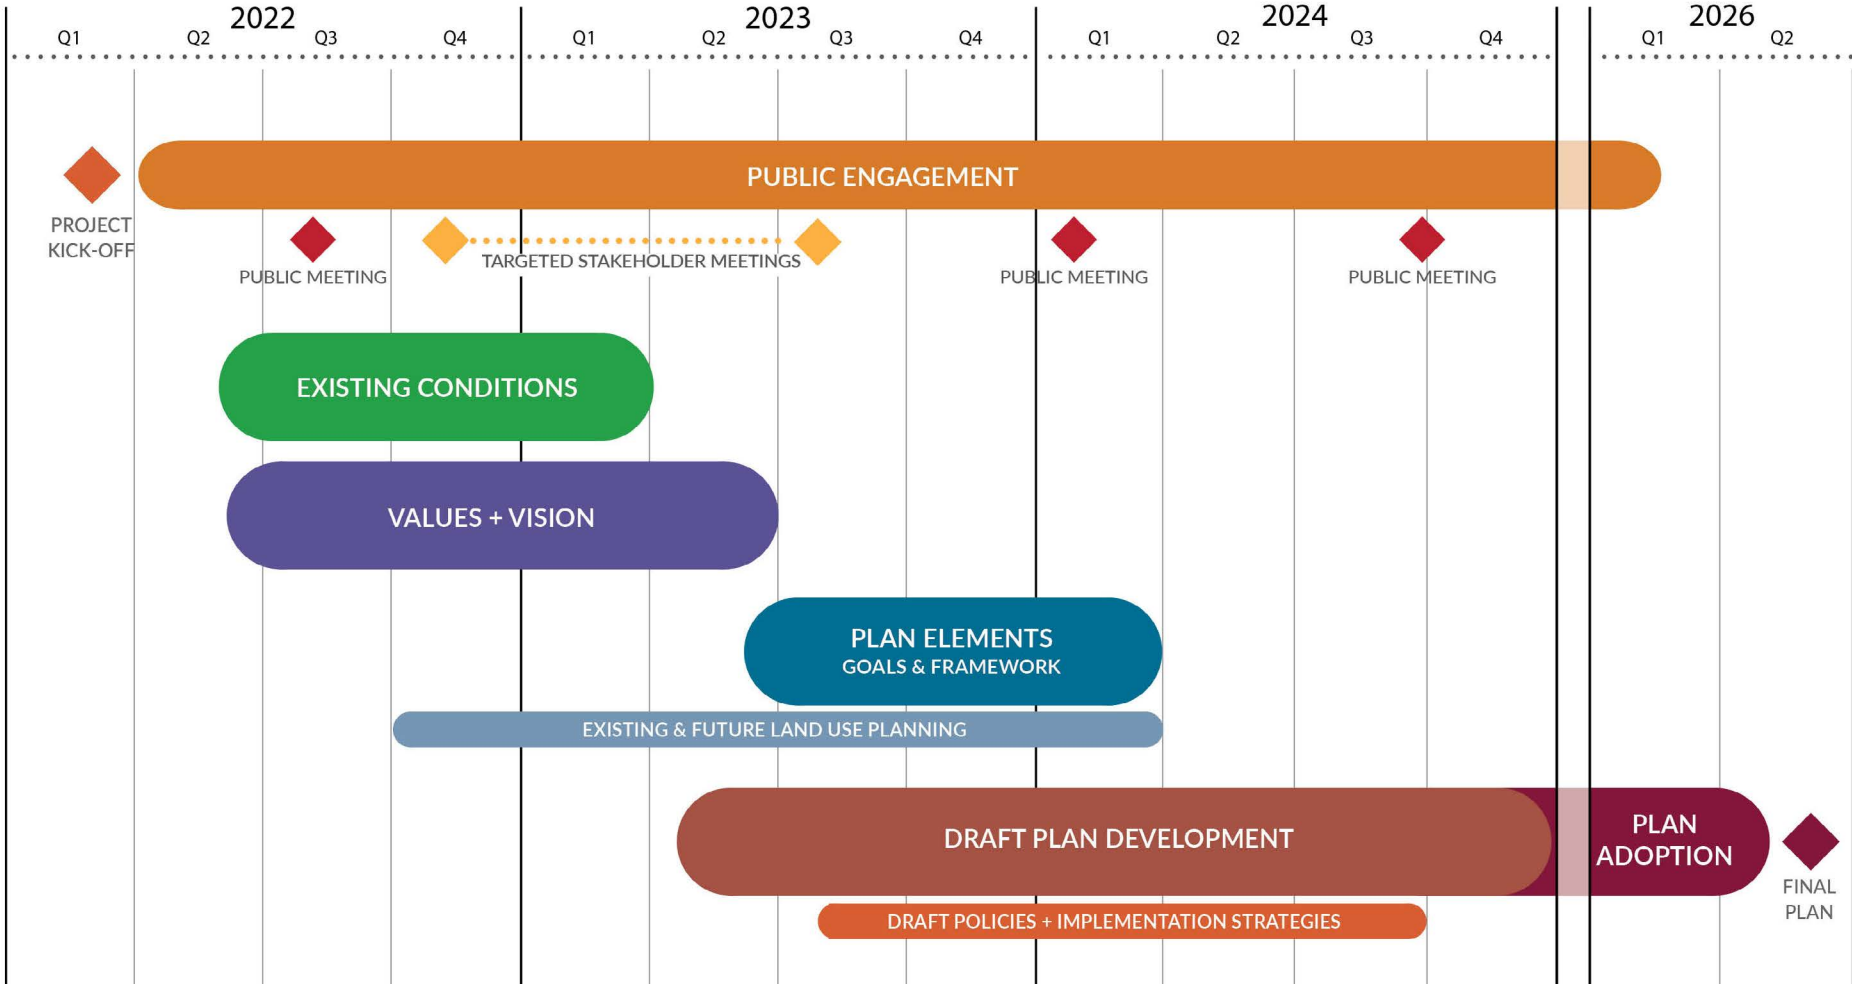 2022 2023 2024 2026
Q1 Q2 Q3 Q4 Q1 Q2 Q3 Q4 Q1 Q2 Q3 Q4 Q1 Q2
PUBLIC ENGAGEMENT
PROJECT
KICK-OFF
TARGETED STAKEHOLDER MEETINGS
PUBLIC MEETING PUBLIC MEETING PUBLIC MEETING
EXISTING CONDITIONS
VALUES + VISION
PLAN ELEMENTS
GOALS & FRAMEWORK
EXISTING & FUTURE LAND USE PLANNING
DRAFT PLAN DEVELOPMENT
PLAN
ADOPTION
FINAL
PLAN
DRAFT POLICIES + IMPLEMENTATION STRATEGIES